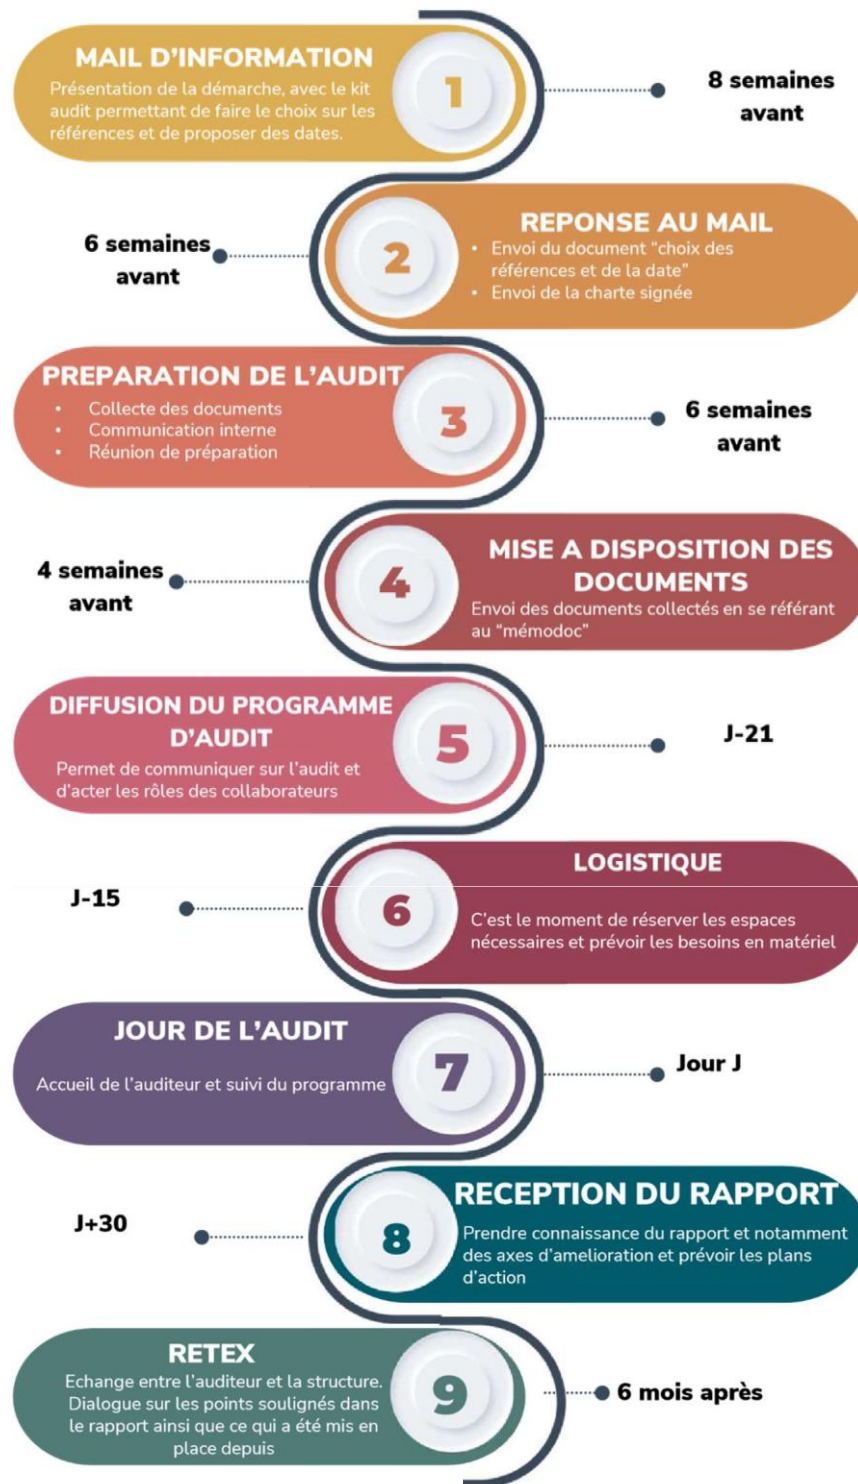 MAIL D'INFORMATION
Présentation de la démarche, avec le kit
audit permettant de faire le choix sur les
références et de proposer des dates.
1
8 semaines
avant
6 semaines
avant
2
REPONSE AU MAIL
• Envoi du document “choix des
références et de la date”
• Envoi de la charte signée
PREPARATION DE L'AUDIT
• Collecte des documents
• Communication interne
• Réunion de préparation
3
6 semaines
avant
4 semaines
avant
4
MISE A DISPOSITION DES
DOCUMENTS
Envoi des documents collectés en se référant
au “mémodoc”
DIFFUSION DU PROGRAMME
D'AUDIT
Permet de communiquer sur l'audit et
d'acter les rôles des collaborateurs
5
J-21
J-15
6
LOGISTIQUE
C'est le moment de réserver les espaces
nécessaires et prévoir les besoins en matériel
JOUR DE L'AUDIT
Accueil de l'auditeur et suivi du programme
7
Jour J
J+30
8
RECEPTION DU RAPPORT
Prendre connaissance du rapport et notamment
des axes d'amelioration et prévoir les plans
d'action
RETEX
Echange entre l'auditeur et la structure.
Dialogue sur les points soulignés dans
le rapport ainsi que ce qui a été mis en
place depuis
9
6 mois après